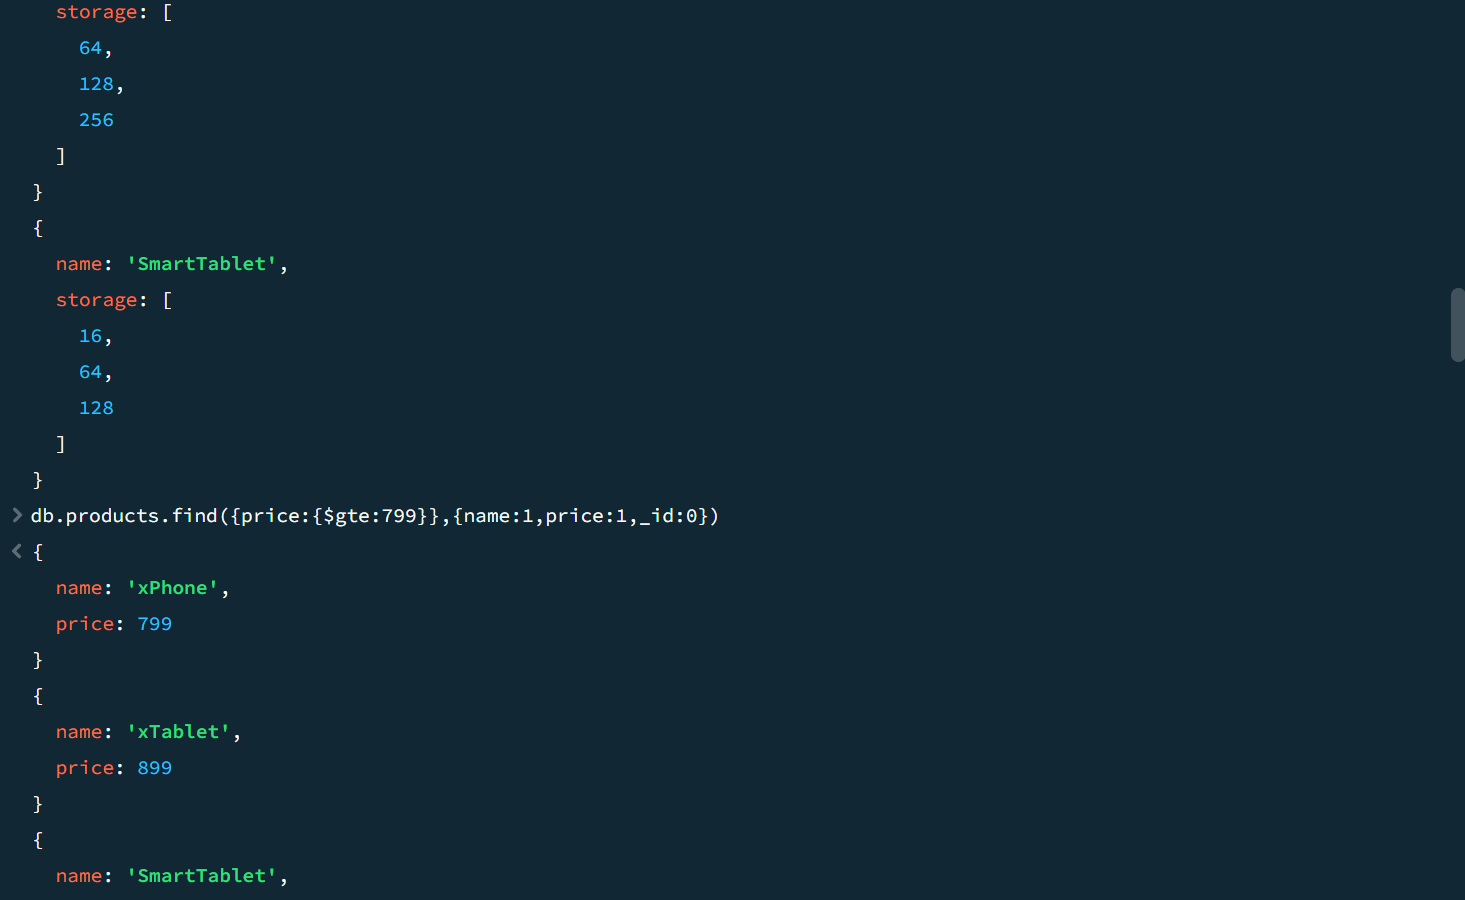 storage: [
64,
128,
256
]
}
{
name: 'SmartTablet',
storage: [
16,
64,
128
]
}
> db.products.find({price:{$gte:799}},{name:1,price:1,_id:0})
< {
name: 'xPhone',
price: 799
}
{
name: 'xTablet',
price: 899
}
{
name: 'SmartTablet',